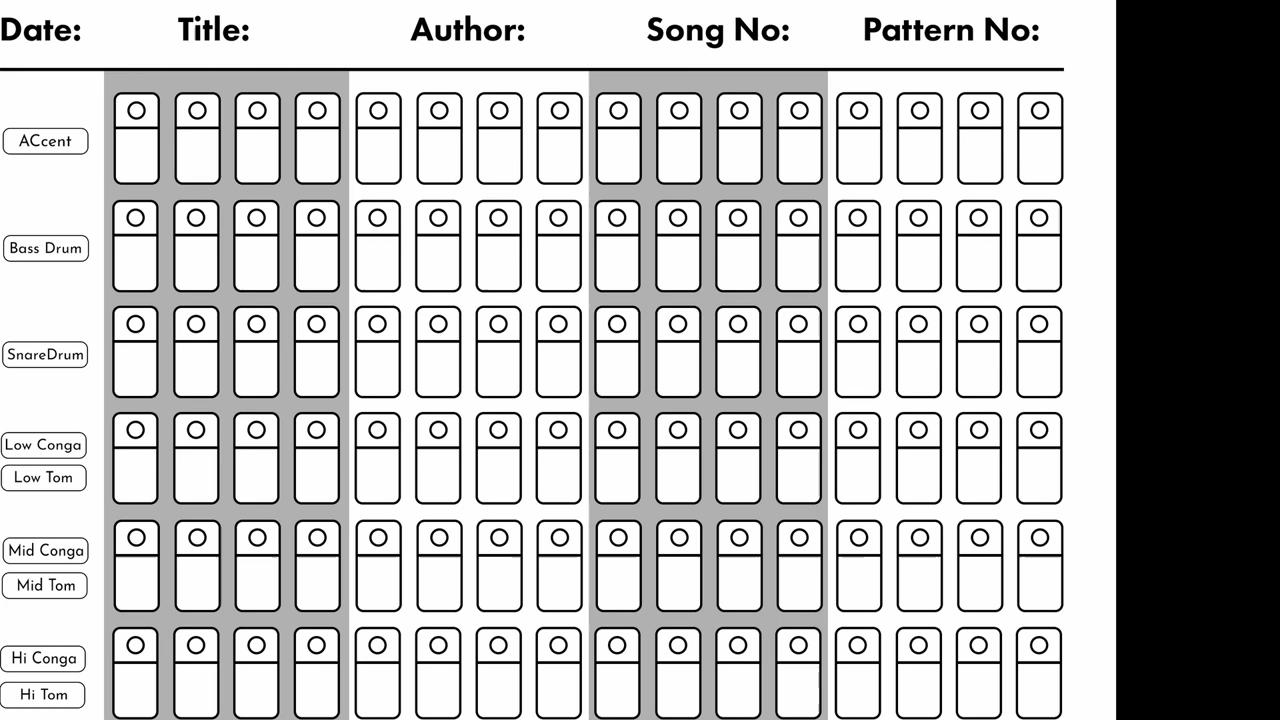 Date: Title: Author: Song No: Pattern No:
ACcent
Bass Drum
SnareDrum
Low Conga
Low Tom
Mid Conga
Mid Tom
Hi Conga
Hi Tom